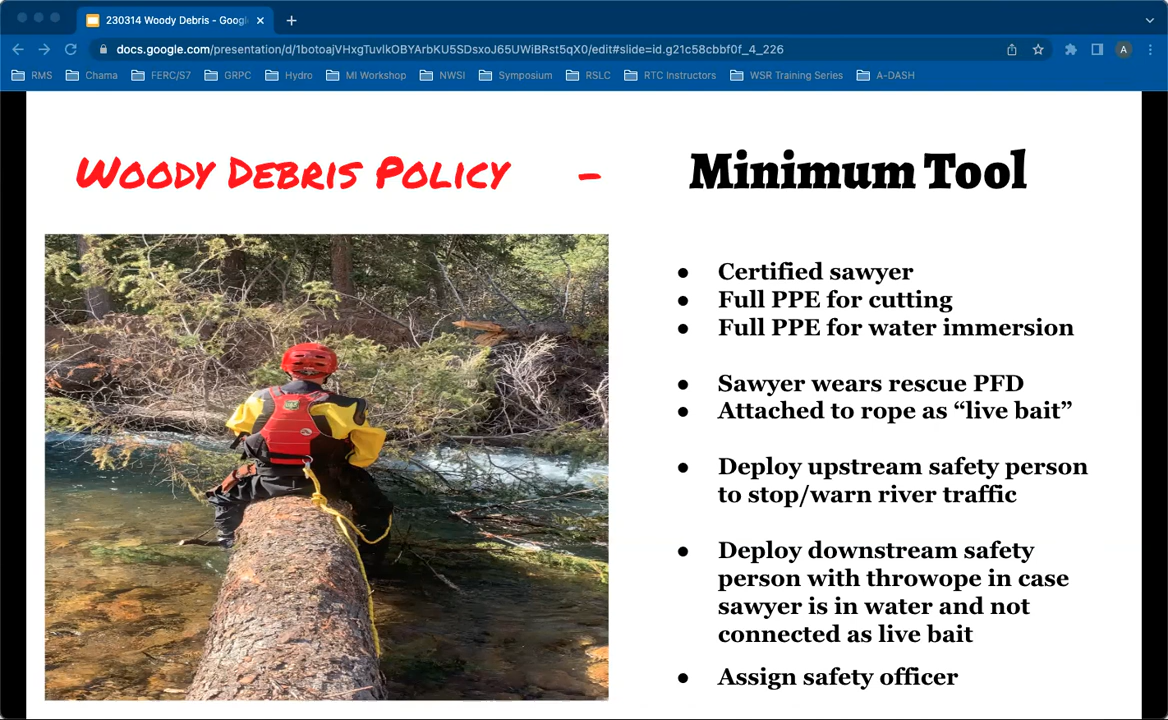 230314 Woody Debris - Googl
docs.google.com/presentation/d/1botoajVHxgTuvlkOBYArbKU5SDsxoJ65UWiBRst5qX0/edit#slide=id.g21c58cbbf0f_4_226
A
RMS Chama FERC/S7 GRPC Hydro MI Workshop NWSI Symposium RSLC RTC Instructors WSR Training Series A-DASH
Woody Debris Policy - Minimum Tool
● Certified sawyer
● Full PPE for cutting
● Full PPE for water immersion
● Sawyer wears rescue PFD
● Attached to rope as “live bait”
● Deploy upstream safety person
to stop/warn river traffic
● Deploy downstream safety
person with throwope in case
sawyer is in water and not
connected as live bait
● Assign safety officer